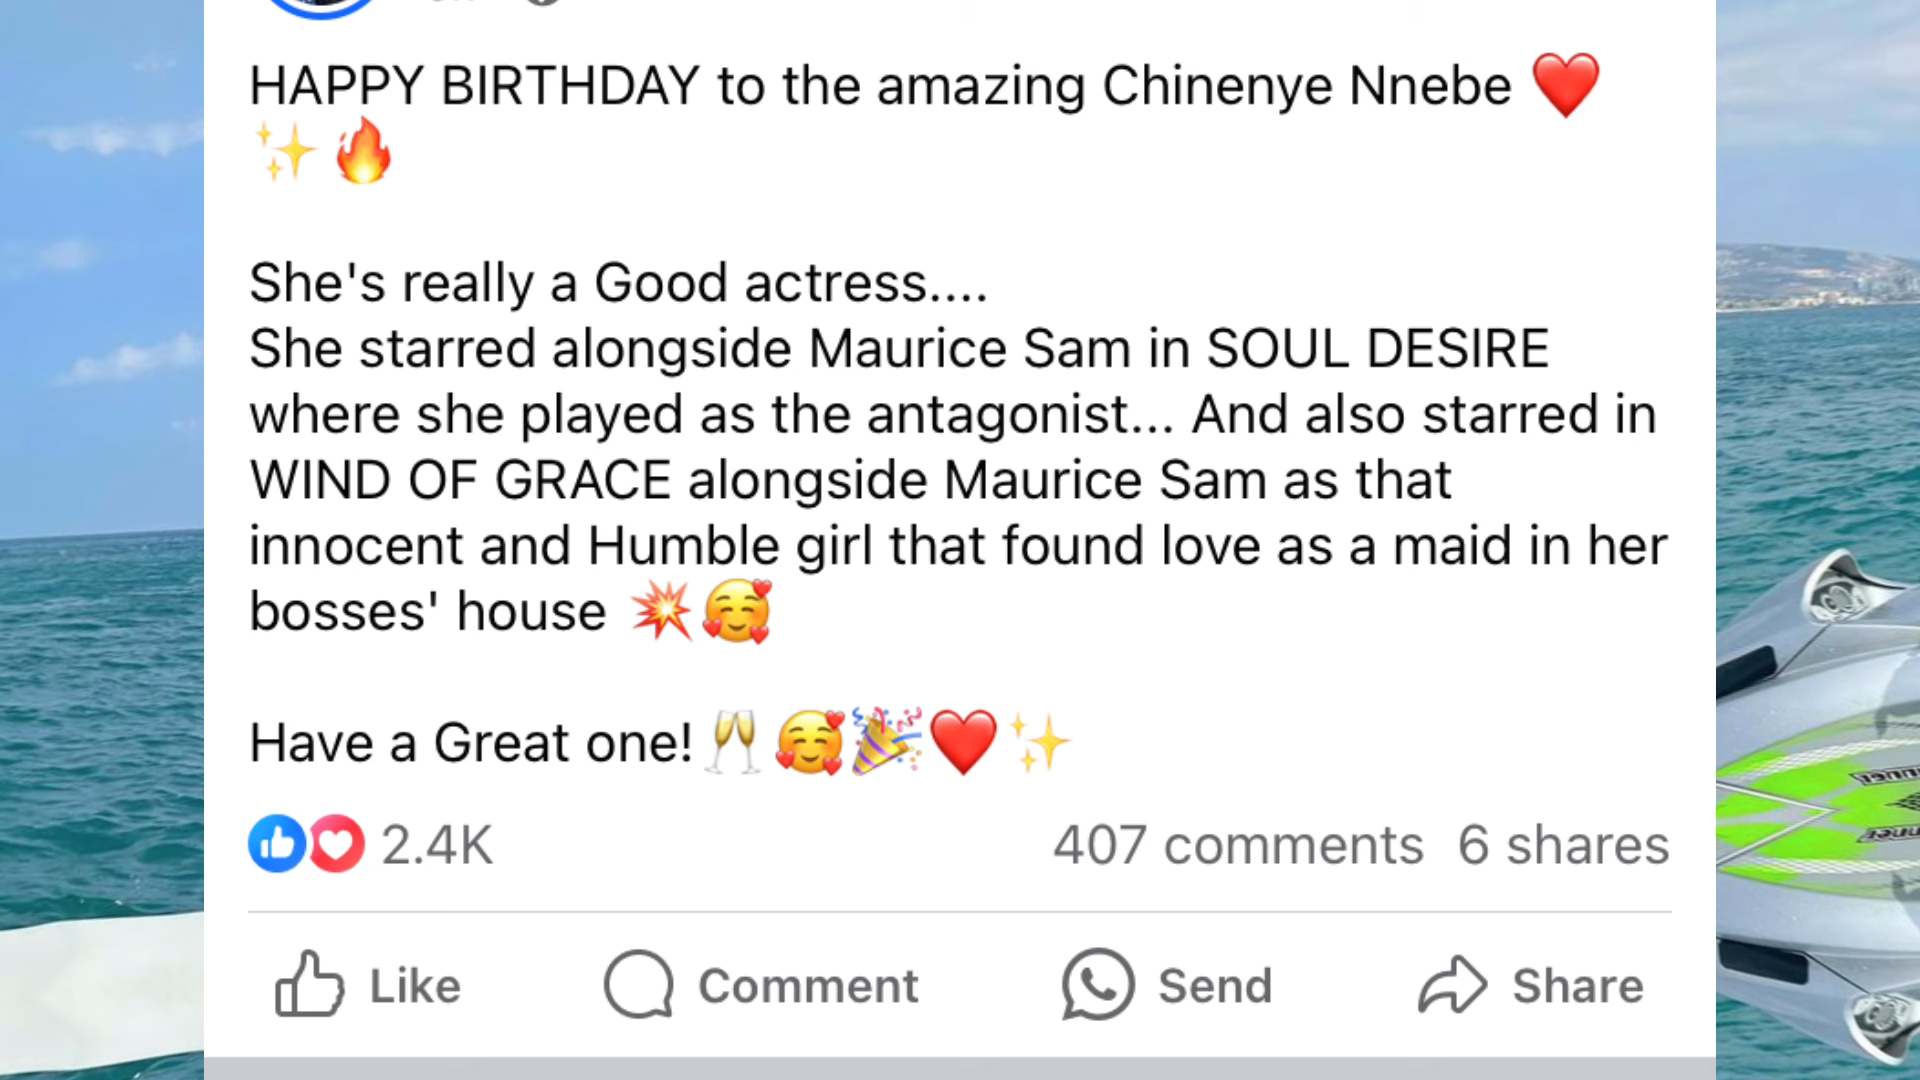 HAPPY BIRTHDAY to the amazing Chinenye Nnebe ❤️
✨🔥
She's really a Good actress....
She starred alongside Maurice Sam in SOUL DESIRE
where she played as the antagonist... And also starred in
WIND OF GRACE alongside Maurice Sam as that
innocent and Humble girl that found love as a maid in her
bosses' house 💥🥰
Have a Great one! 🥂🥰🎉❤️✨
2.4K 407 comments 6 shares
Like Comment Send Share